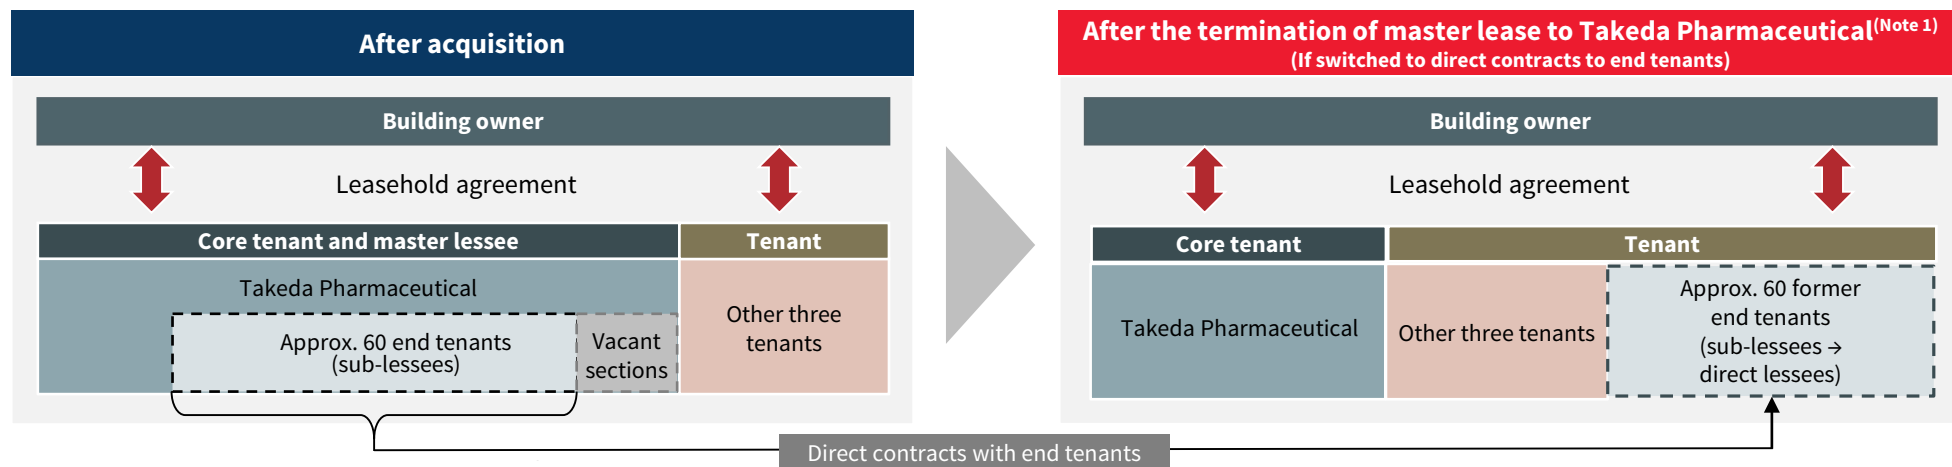 After acquisition
Building owner
Leasehold agreement
Core tenant and master lessee
Tenant
Takeda Pharmaceutical
Approx. 60 end tenants
(sub-lessees)
Vacant
sections
Other three
tenants
After the termination of master lease to Takeda Pharmaceutical(Note 1)
(If switched to direct contracts to end tenants)
Building owner
Leasehold agreement
Core tenant
Tenant
Takeda Pharmaceutical
Other three tenants
Approx. 60 former
end tenants
(sub-lessees →
direct lessees)
Direct contracts with end tenants